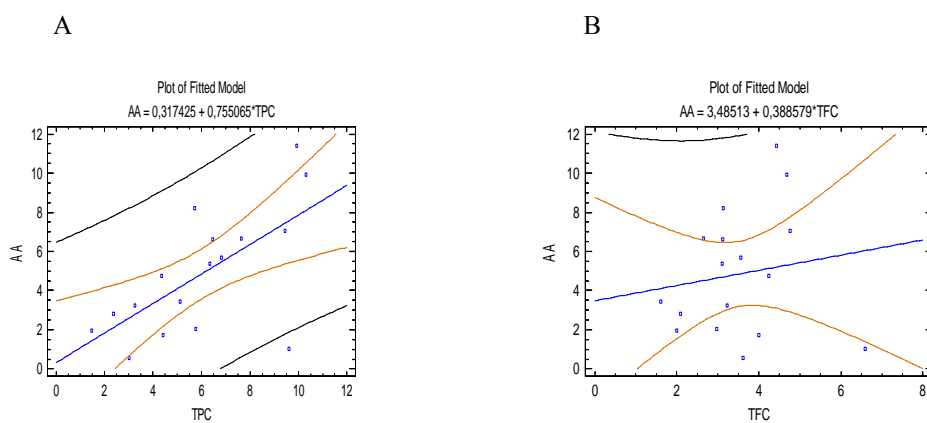 A
B
Plot of Fitted Model
AA = 0,317425 + 0,755065*TPC
12
10
8
6
4
2
0
AA
0 2 4 6 8 10 12
TPC
Plot of Fitted Model
AA = 3,48513 + 0,388579*TFC
12
10
8
6
4
2
0
AA
0 2 4 6 8
TFC